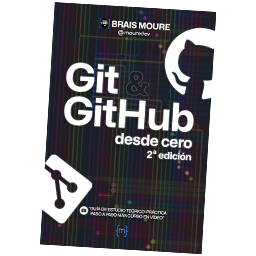 BRAIS MOURE
@mouredev
Git &
GitHub
desde cero
2ª edición
"GUÍA DE ESTUDIO TEÓRICO-PRÁCTICA
PASO A PASO MÁS CURSO EN VÍDEO"
{m}